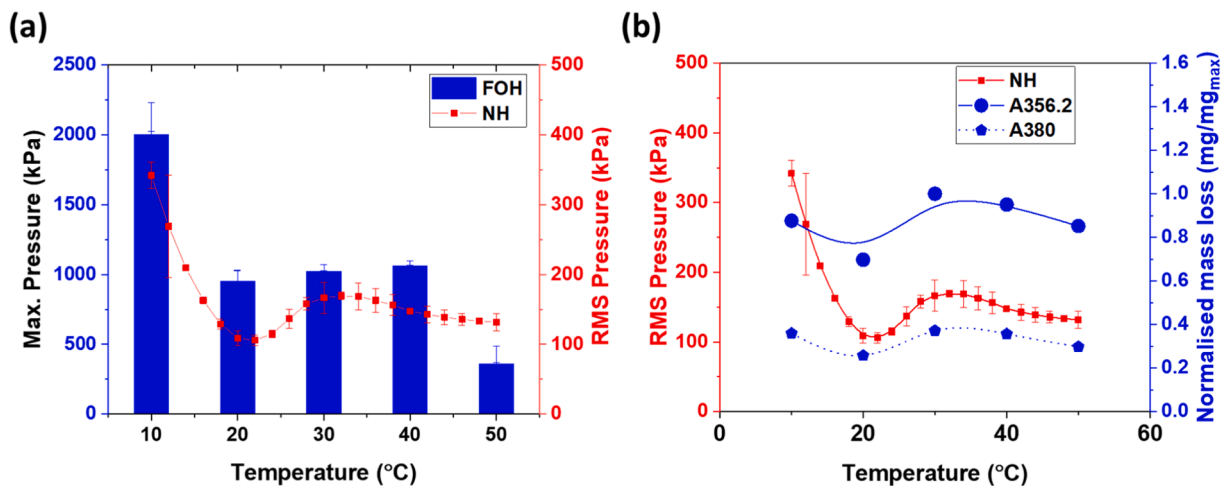 (a)
Max. Pressure (kPa)
2500
2000
1500
1000
500
0
10
20
30
40
50
Temperature (°C)
500
400
300
200
100
0
RMS Pressure (kPa)
FOH
NH
(b)
RMS Pressure (kPa)
500
400
300
200
100
0
0
20
40
60
Temperature (°C)
1.6
1.4
1.2
1.0
0.8
0.6
0.4
0.2
0.0
Normalised mass loss (mg/mgmax)
NH
A356.2
A380